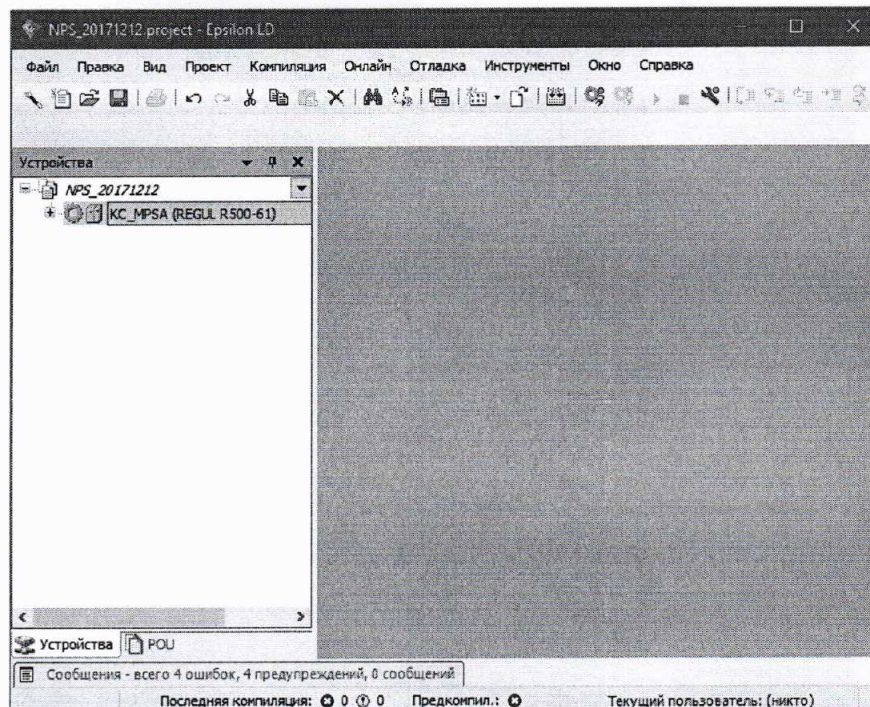 NPS_20171212.project - Epsilon LD
Файл Правка Вид Проект Компиляция Онлайн Отладка Инструменты Окно Справка
Устройства
NPS_20171212
KC_MPSA (REGUL R500-61)
Устройства POU
Сообщения - всего 4 ошибок, 4 предупреждений, 0 сообщений
Последняя компиляция: 0 0 Предкомпил.: Текущий пользователь: (никто)